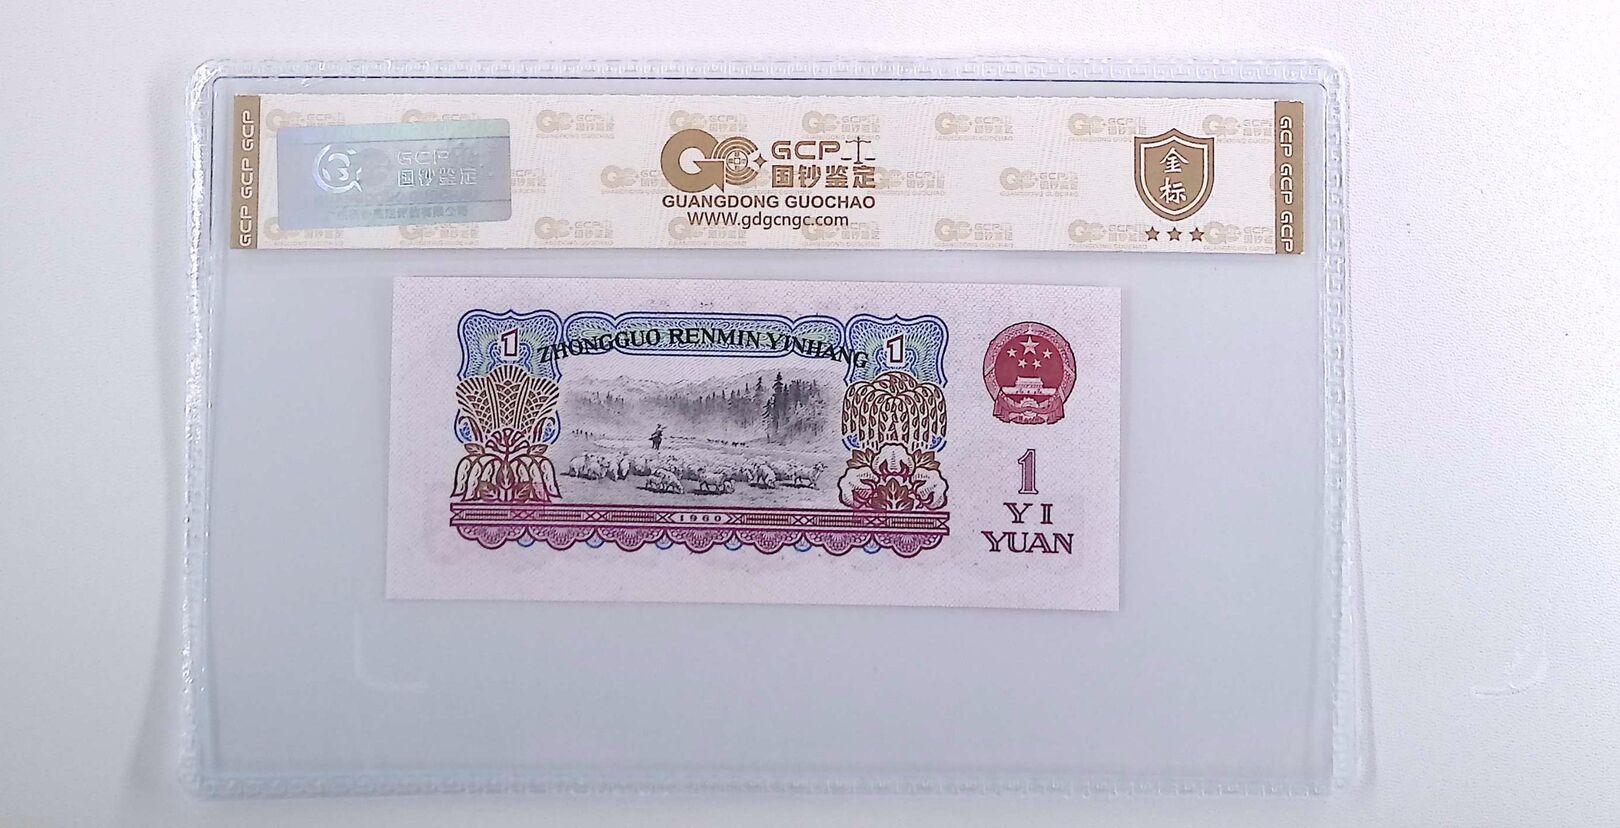 GCP GCP GCP
GCP
国钞鉴定
GCP
国钞鉴定
GUANGDONG GUOCHAO
WWW.gdgcngc.com
金标
GCP GCP GCP
1
ZHONGGUO RENMIN YINHANG
1
1960
1
YI
YUAN